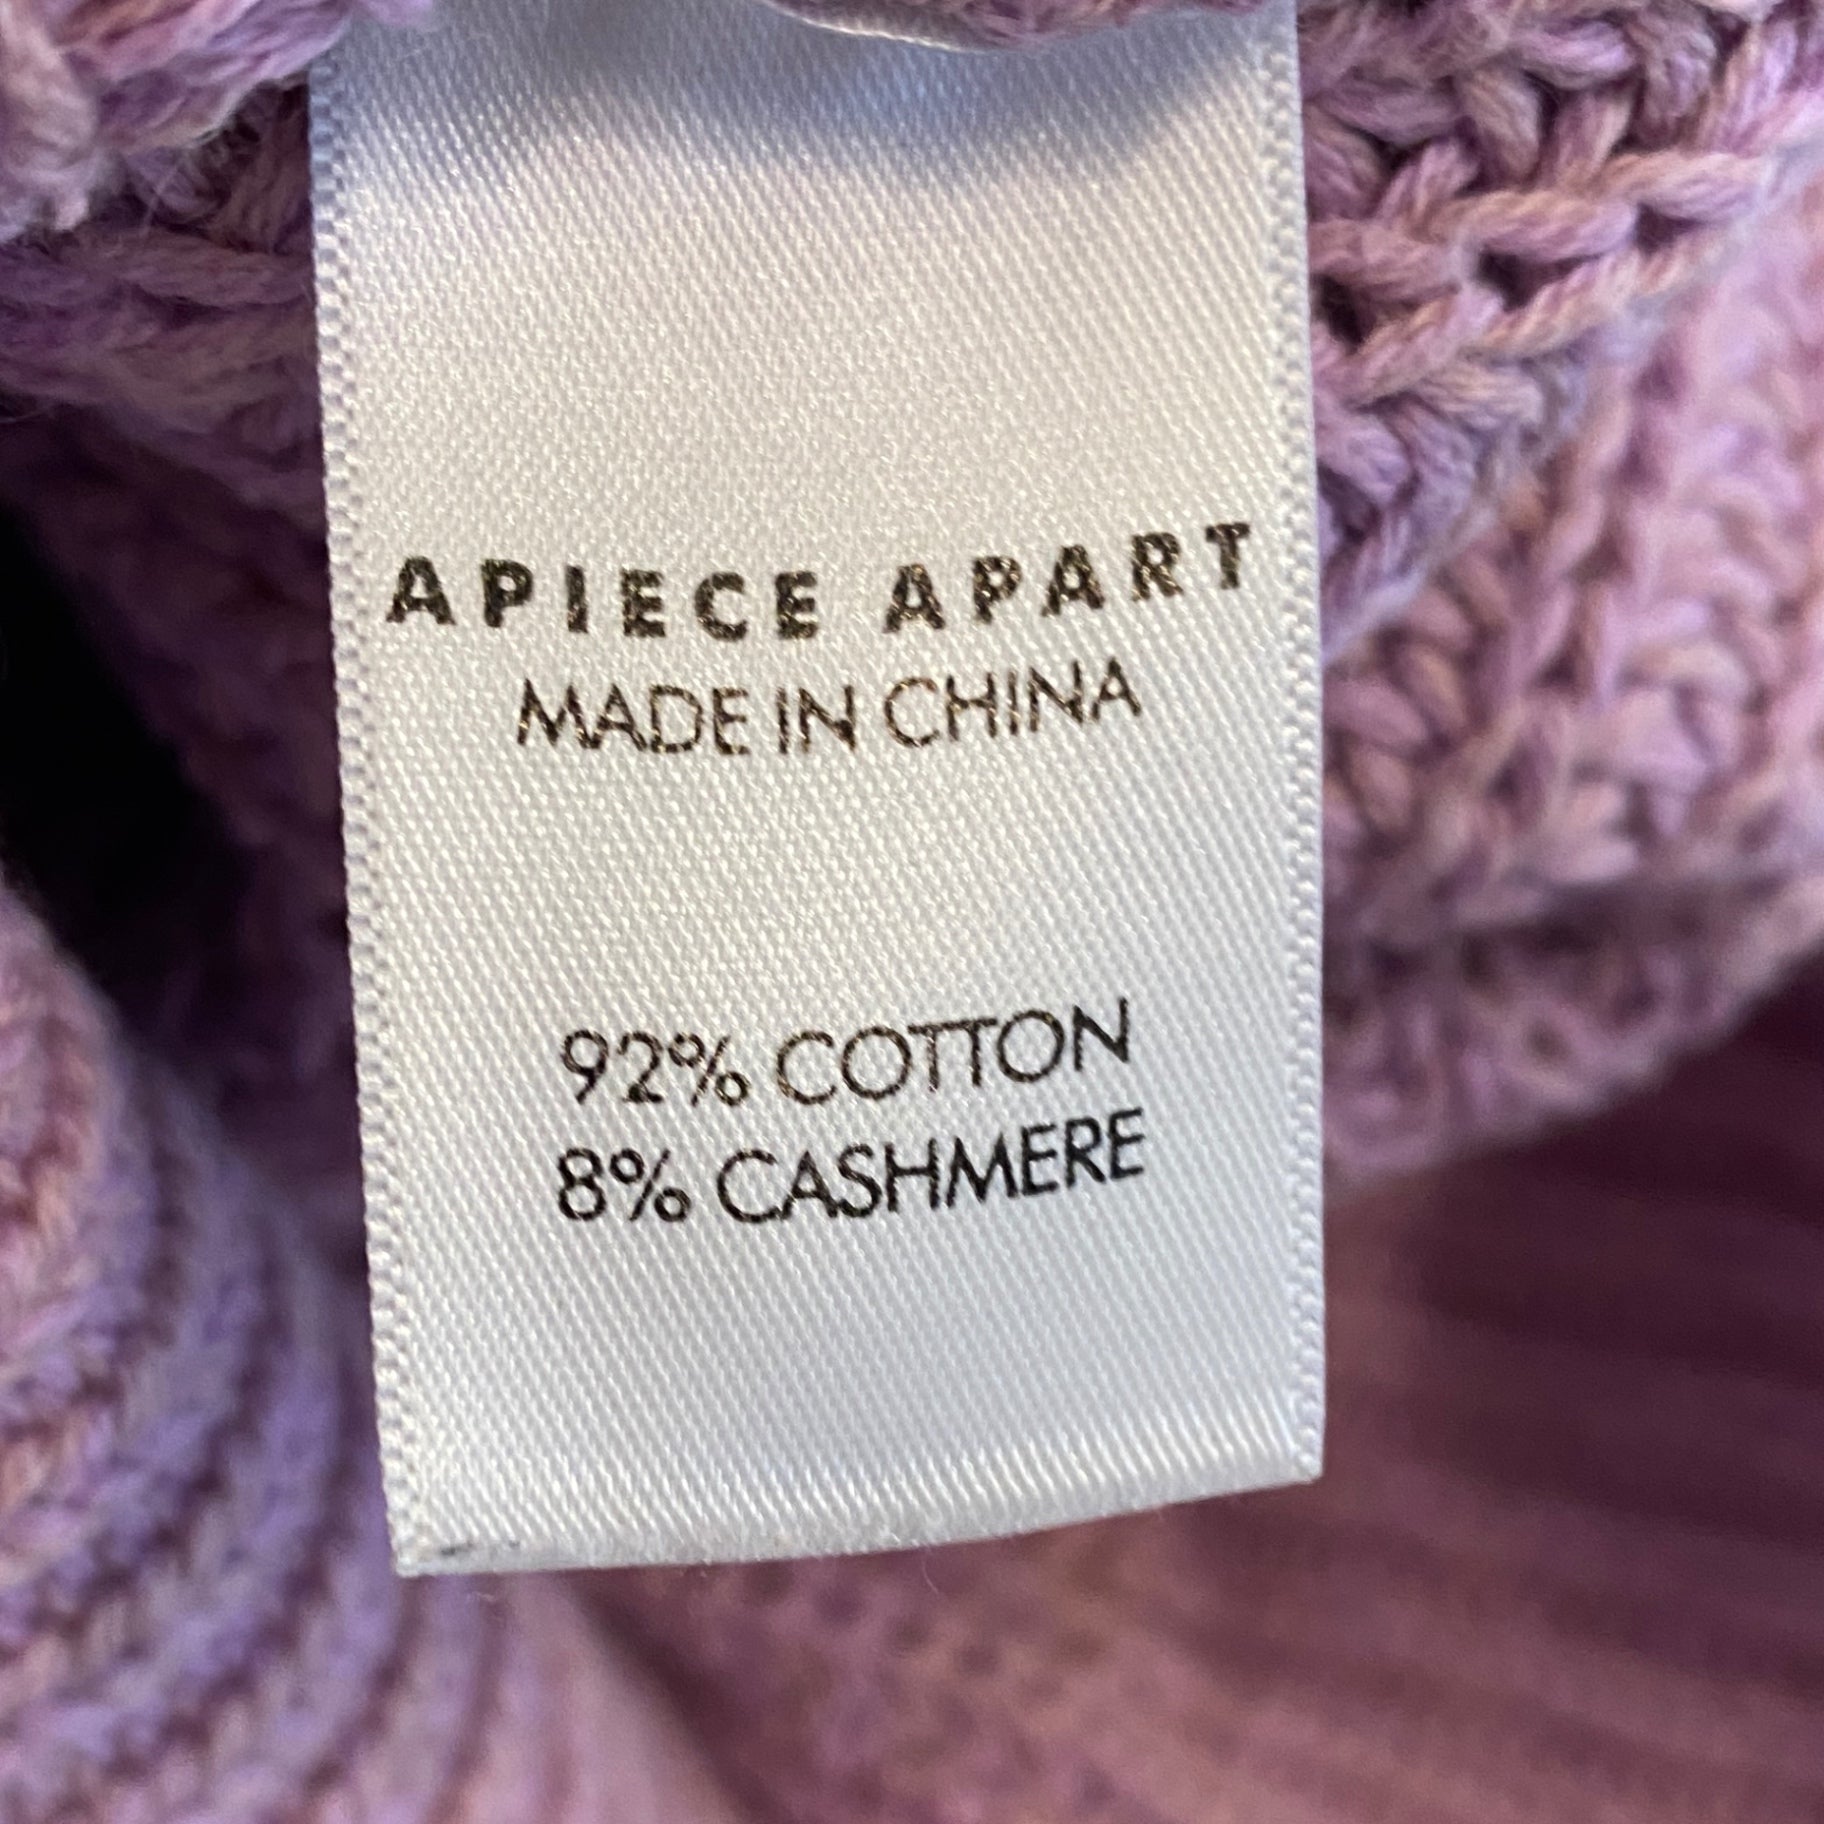 APIECE APART
MADE IN CHINA
92% COTTON
8% CASHMERE